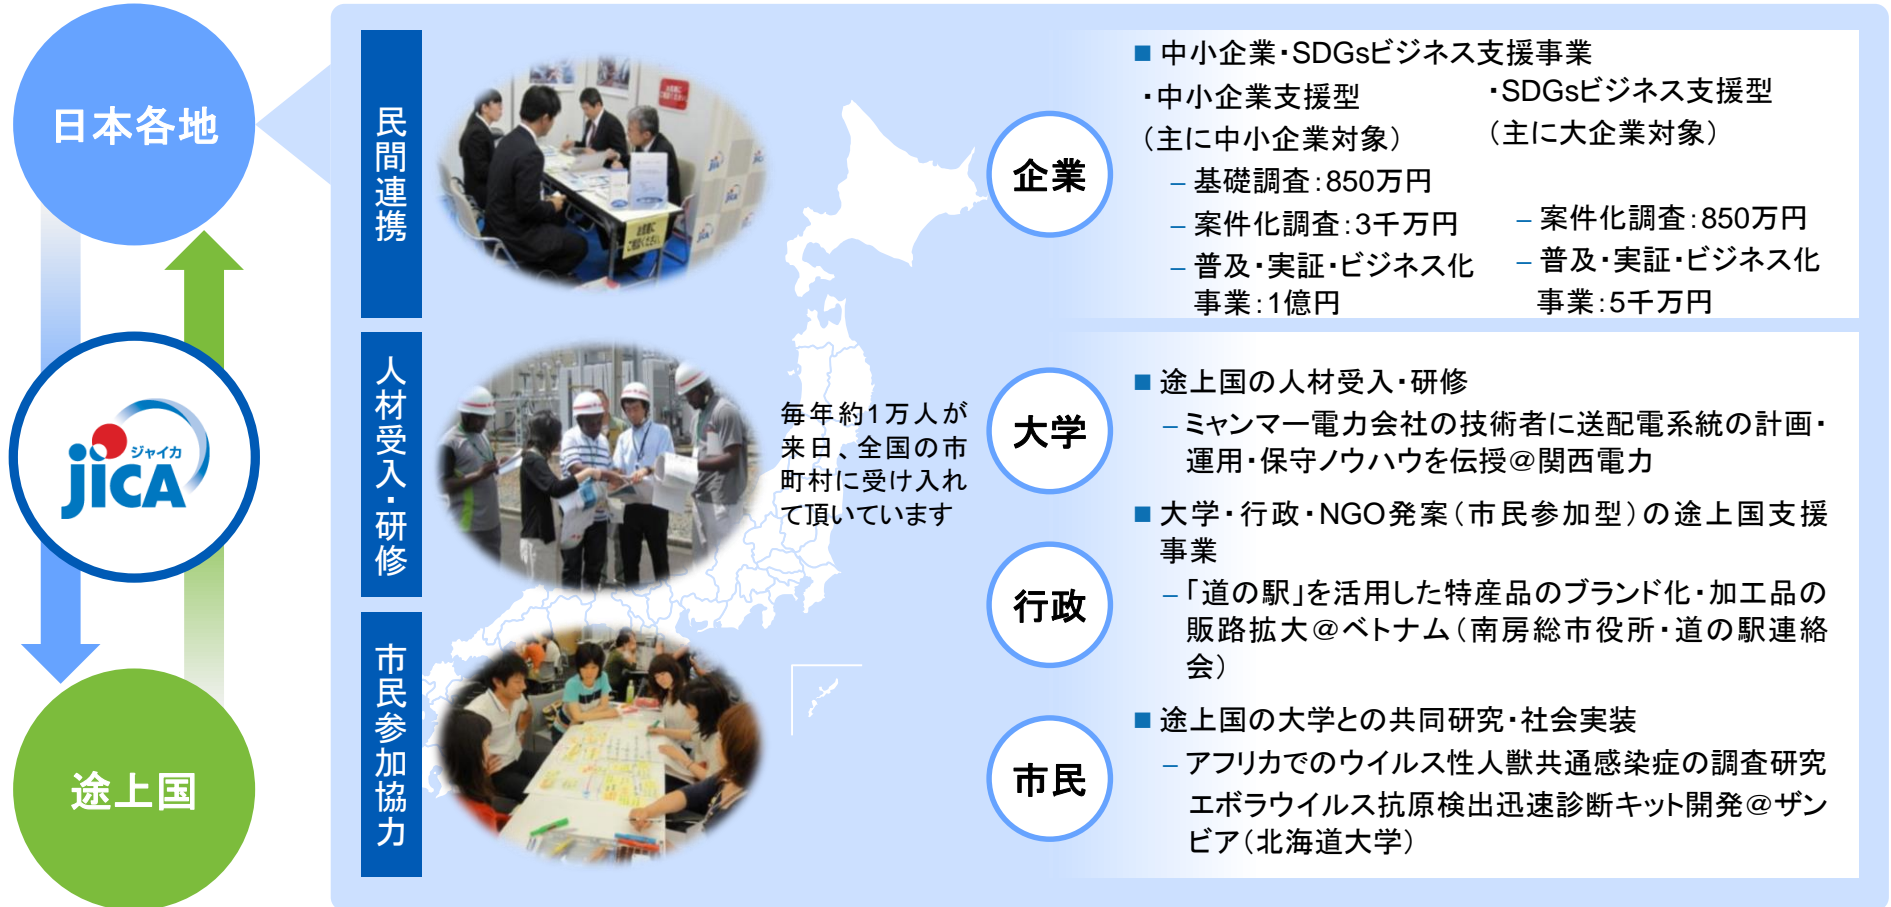 日本各地
ジャイカ
JICA
途上国
民間連携
お気軽に
ご相談ください
人材受入・研修
毎年約1万人が
来日、全国の市
町村に受け入れ
て頂いています
市民参加協力
企業
■ 中小企業・SDGsビジネス支援事業
・中小企業支援型
（主に中小企業対象）
– 基礎調査：850万円
– 案件化調査：3千万円
– 普及・実証・ビジネス化
事業：1億円
・SDGsビジネス支援型
（主に大企業対象）
– 案件化調査：850万円
– 普及・実証・ビジネス化
事業：5千万円
大学
行政
市民
■ 途上国の人材受入・研修
– ミャンマー電力会社の技術者に送配電系統の計画・
運用・保守ノウハウを伝授＠関西電力
■ 大学・行政・NGO発案（市民参加型）の途上国支援
事業
– 「道の駅」を活用した特産品のブランド化・加工品の
販路拡大＠ベトナム（南房総市役所・道の駅連絡
会）
■ 途上国の大学との共同研究・社会実装
– アフリカでのウイルス性人獣共通感染症の調査研究
エボラウイルス抗原検出迅速診断キット開発＠ザン
ビア（北海道大学）